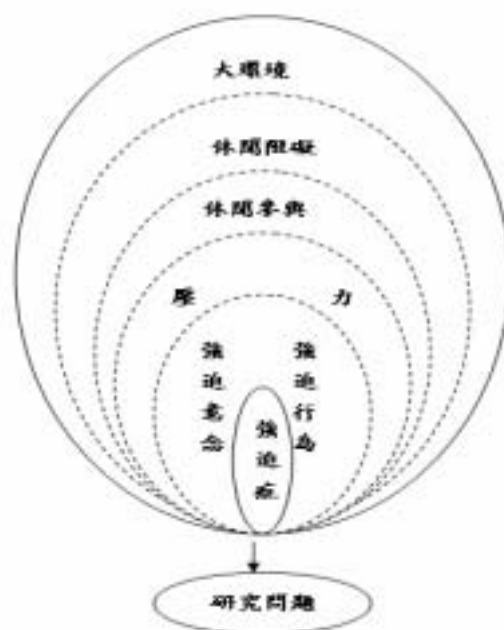 大環境
休閒阻礙
休閒參與
壓力
強迫意念
強迫行為
強迫症
研究問題